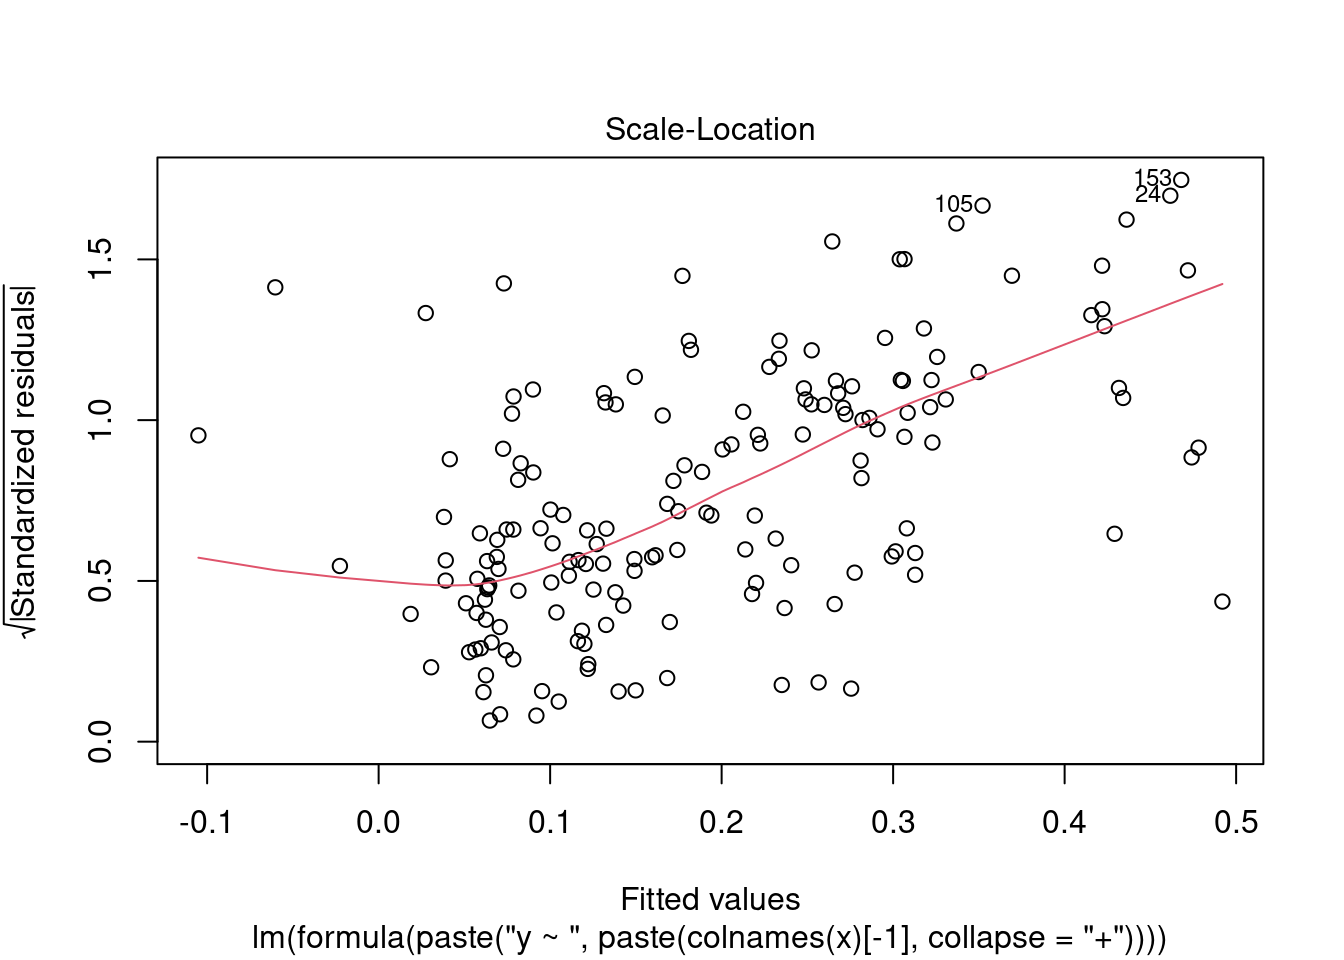 Scale-Location
√|Standardized residuals|
1.5
1.0
0.5
0.0
153
24
105
-0.1 0.0 0.1 0.2 0.3 0.4 0.5
Fitted values
lm(formula(paste("y ~ ", paste(colnames(x)[-1], collapse = "+"))))